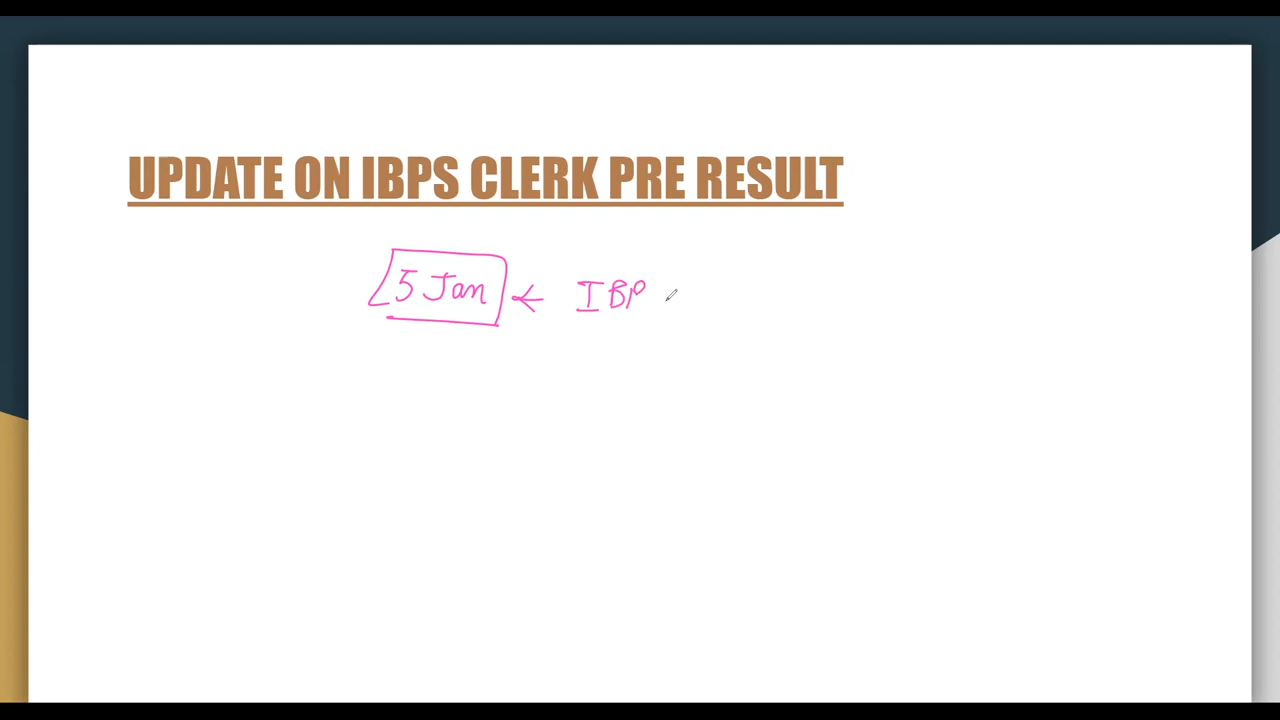 UPDATE ON IBPS CLERK PRE RESULT
5 Jan ← IBP